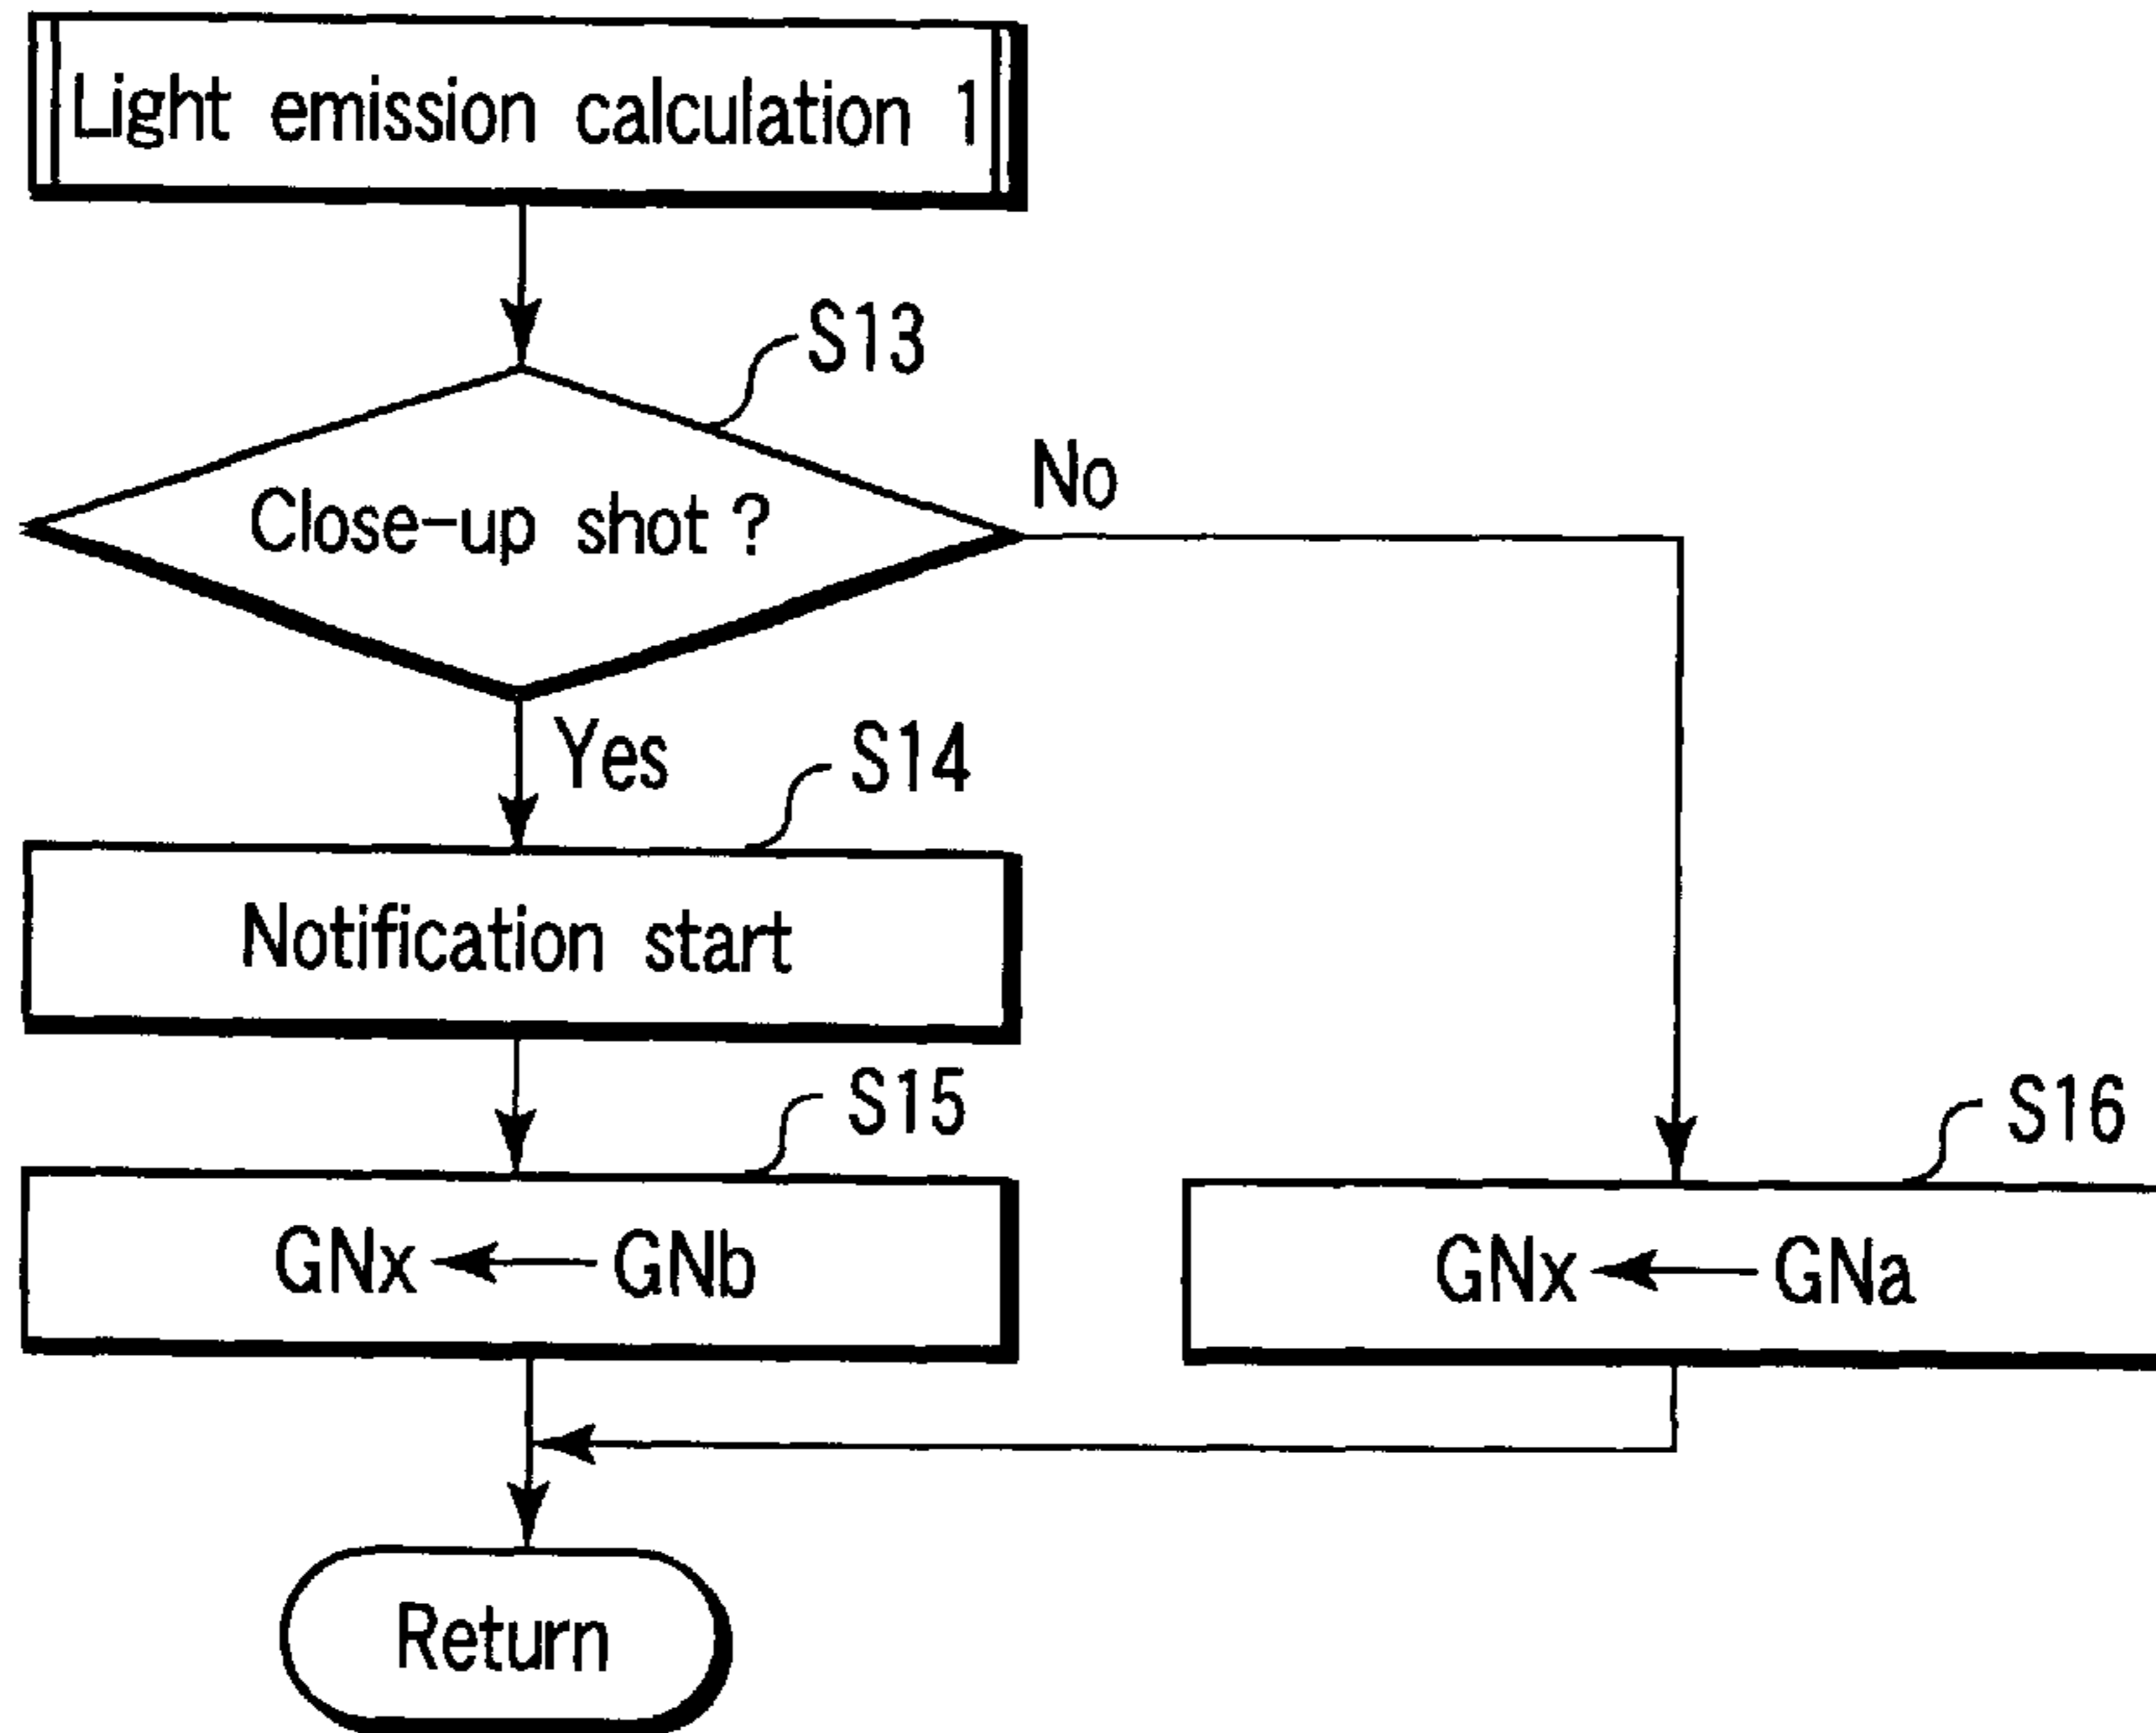 Light emission calculation 1
S13
Close-up shot ?
No
Yes
S14
Notification start
S15
GNx ← GNb
S16
GNx ← GNa
Return